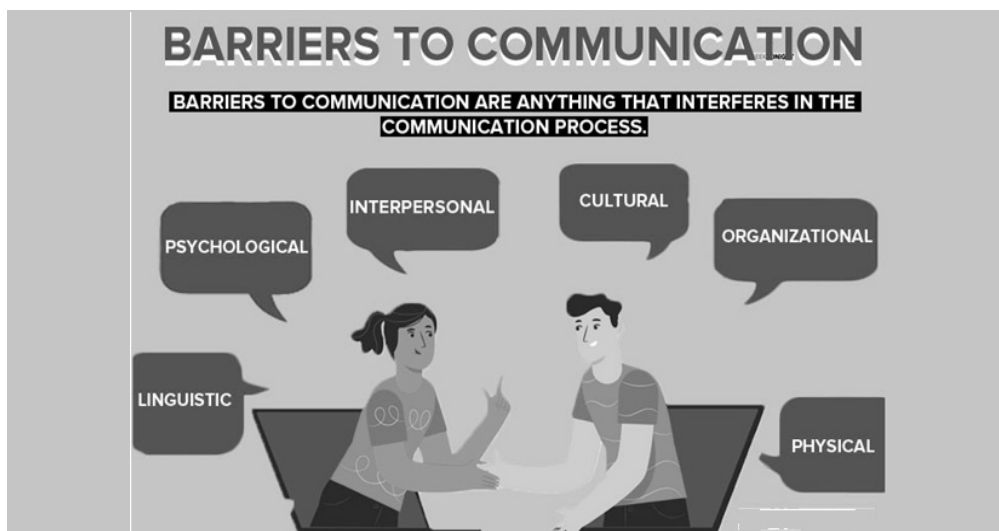 BARRIERS TO COMMUNICATION
BARRIERS TO COMMUNICATION ARE ANYTHING THAT INTERFERES IN THE
COMMUNICATION PROCESS.
LINGUISTIC
PSYCHOLOGICAL
INTERPERSONAL
CULTURAL
ORGANIZATIONAL
PHYSICAL